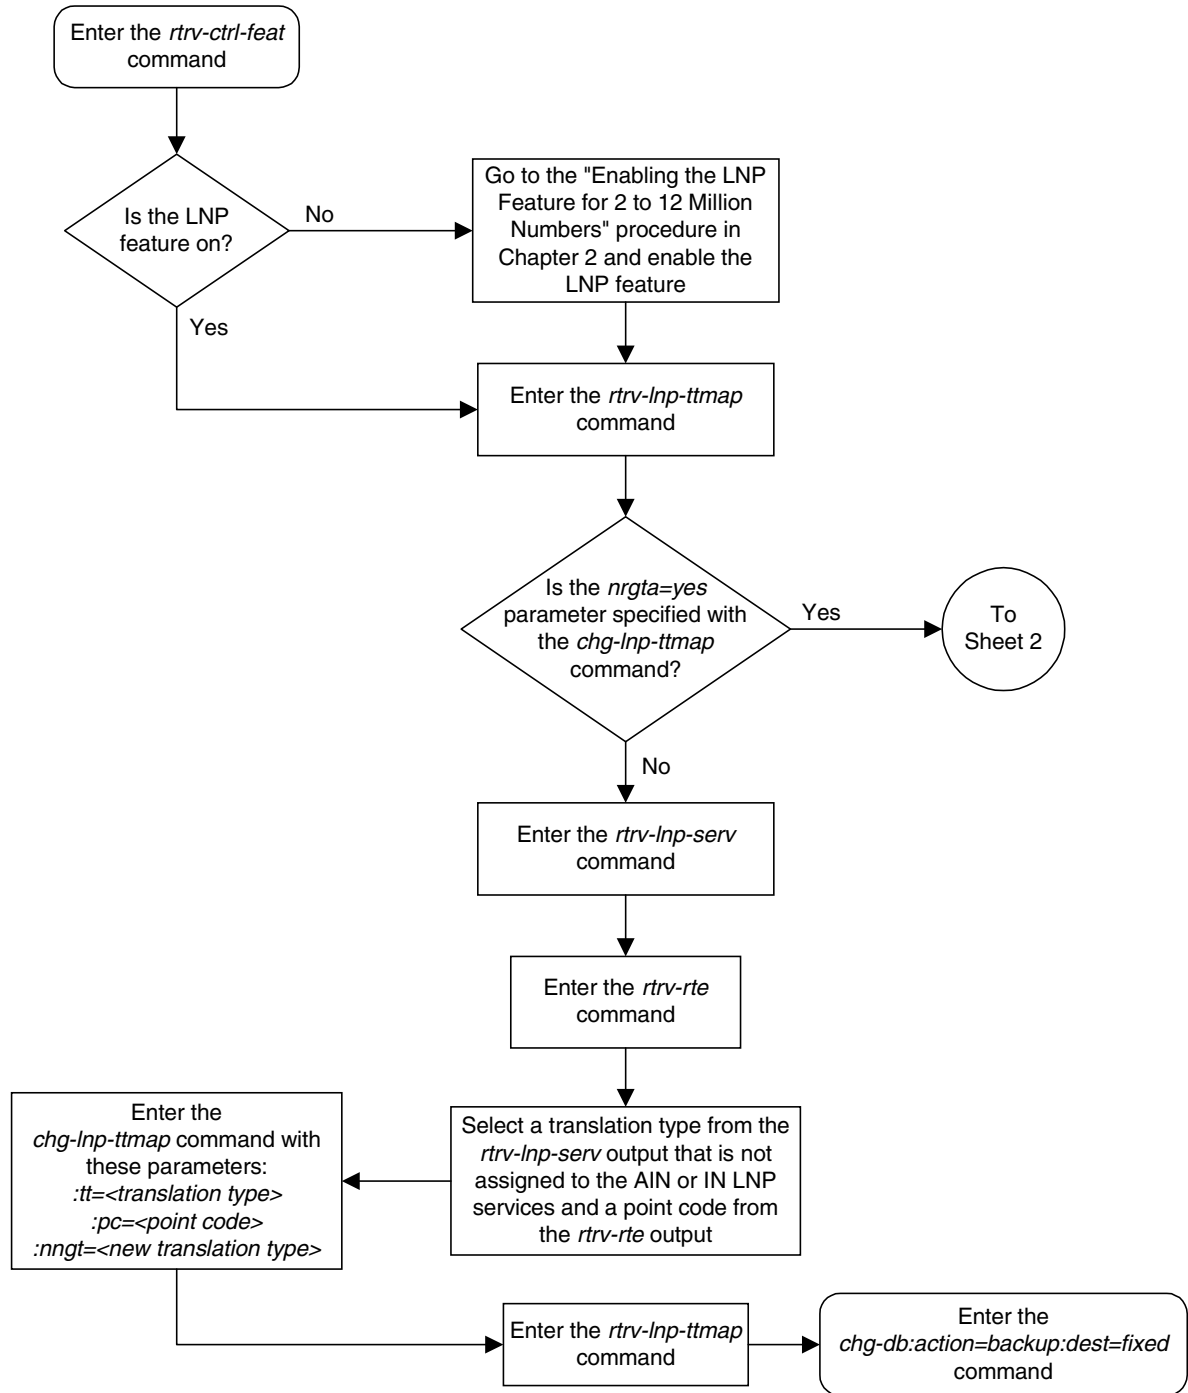 Enter the rtrv-ctrl-feat
command
Is the LNP
feature on?
No
Go to the "Enabling the LNP
Feature for 2 to 12 Million
Numbers" procedure in
Chapter 2 and enable the
LNP feature
Yes
Enter the rtrv-lnp-ttmap
command
Is the nrgta=yes
parameter specified with
the chg-lnp-ttmap
command?
Yes
To
Sheet 2
No
Enter the rtrv-lnp-serv
command
Enter the rtrv-rte
command
Select a translation type from the
rtrv-lnp-serv output that is not
assigned to the AIN or IN LNP
services and a point code from
the rtrv-rte output
Enter the
chg-lnp-ttmap command with
these parameters:
:tt=<translation type>
:pc=<point code>
:nngt=<new translation type>
Enter the rtrv-lnp-ttmap
command
Enter the
chg-db:action=backup:dest=fixed
command